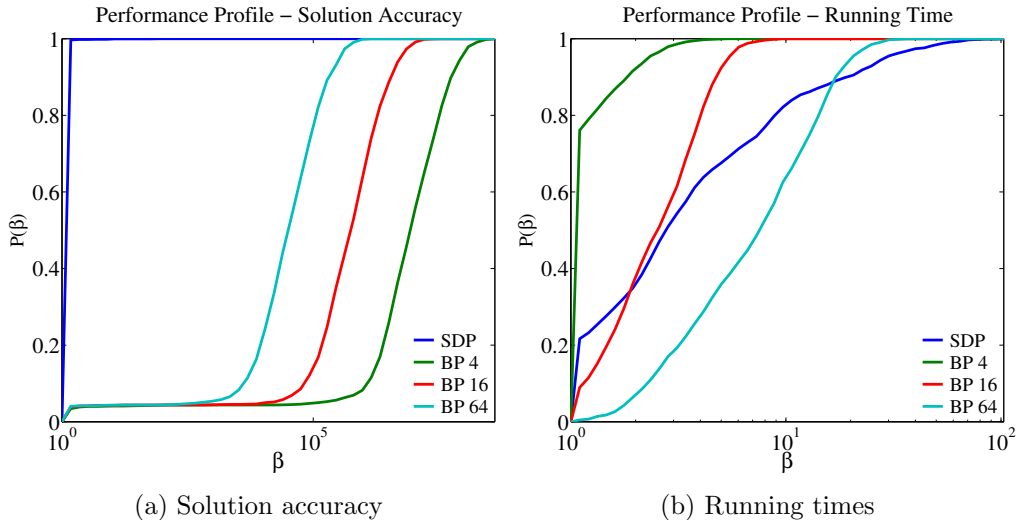 Performance Profile – Solution Accuracy
1
0.8
0.6
0.4
0.2
0
P(β)
10^0
10^5
β
SDP
BP 4
BP 16
BP 64
(a) Solution accuracy
Performance Profile – Running Time
1
0.8
0.6
0.4
0.2
0
P(β)
10^0
10^1
10^2
β
SDP
BP 4
BP 16
BP 64
(b) Running times